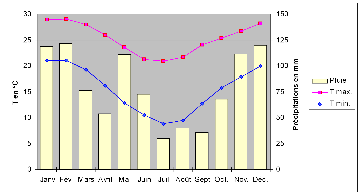 30
25
20
15
10
5
0
T en °C
150
125
100
75
50
25
0
Précipitations en mm
Janv
Fev
Mars
Avril
Mai
Juin
Juil
Août
Sept
Oct.
Nov.
Dec.
Pluie
T max.
T min.